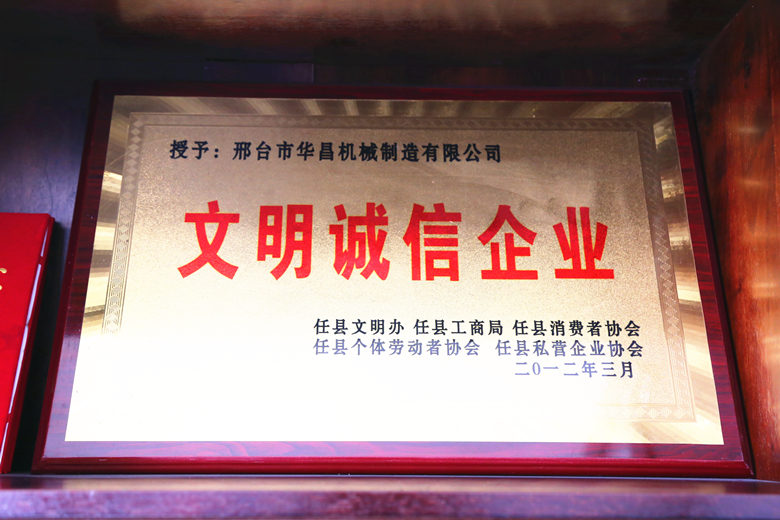 授予：邢台市华昌机械制造有限公司
文明诚信企业
任县文明办 任县工商局 任县消费者协会
任县个体劳动者协会 任县私营企业协会
二0一二年三月